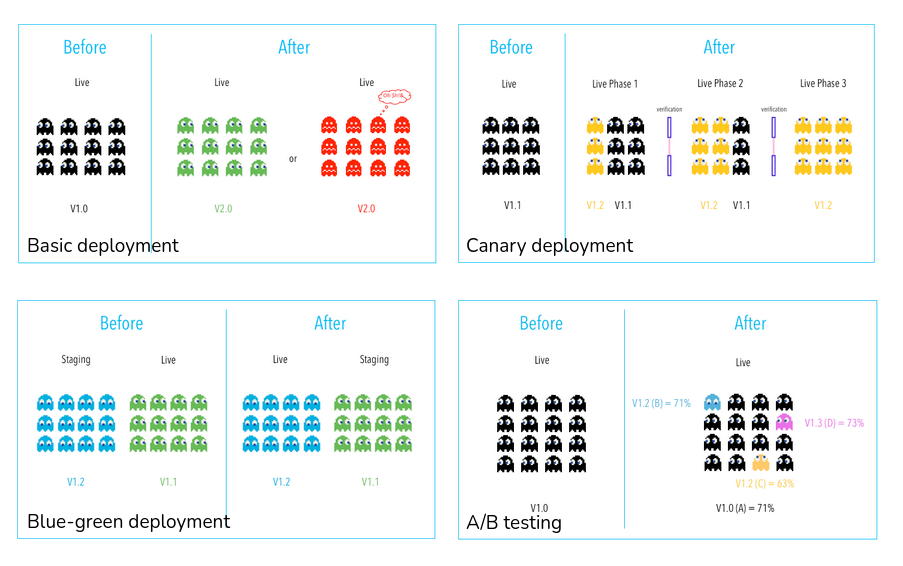 Before
After
Live
Live
Live
Oh Sh!&
or
V1.0
V2.0
V2.0
Basic deployment
Before
After
Live
Live Phase 1
Live Phase 2
Live Phase 3
verification
verification
V1.1
V1.2 V1.1
V1.2 V1.1
V1.2
Canary deployment
Before
After
Staging
Live
Live
Staging
V1.2
V1.1
V1.2
V1.1
Blue-green deployment
Before
After
Live
Live
V1.2 (B) = 71%
V1.3 (D) = 73%
V1.2 (C) = 63%
V1.0
V1.0 (A) = 71%
A/B testing